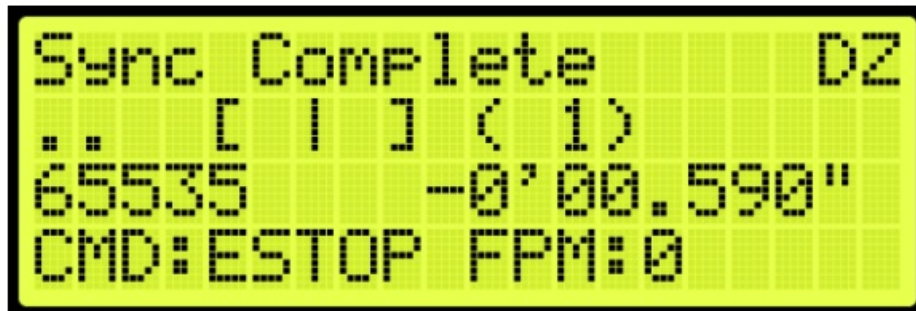 Sync Complete     DZ
..  [ | ] ( 1)
65535    -0'00.590"
CMD:ESTOP FPM:0